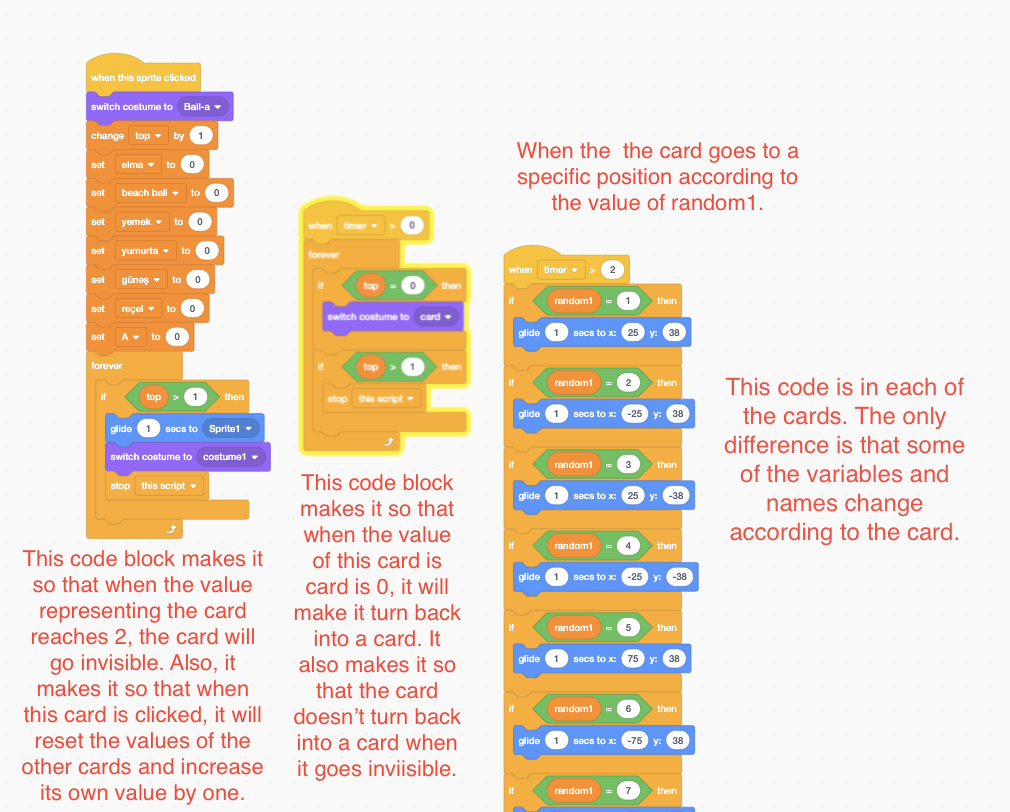 when this sprite clicked
switch costume to Ball-a
change top by 1
set elma to 0
set beach ball to 0
set yemek to 0
set yumurta to 0
set güneş to 0
set reçel to 0
set A to 0
forever
if top > 1 then
glide 1 secs to Sprite1
switch costume to costume1
stop this script
This code block makes it
so that when the value
representing the card
reaches 2, the card will
go invisible. Also, it
makes it so that when
this card is clicked, it will
reset the values of the
other cards and increase
its own value by one.
when timer > 0
forever
if top = 0 then
switch costume to card
if top > 1 then
stop this script
This code block
makes it so that
when the value
of this card is
card is 0, it will
make it turn back
into a card. It
also makes it so
that the card
doesn't turn back
into a card when
it goes inviisible.
When the  the card goes to a
specific position according to
the value of random1.
when timer > 2
if random1 = 1 then
glide 1 secs to x: 25 y: 38
if random1 = 2 then
glide 1 secs to x: -25 y: 38
if random1 = 3 then
glide 1 secs to x: 25 y: -38
if random1 = 4 then
glide 1 secs to x: -25 y: -38
if random1 = 5 then
glide 1 secs to x: 75 y: 38
if random1 = 6 then
glide 1 secs to x: -75 y: 38
if random1 = 7 then
This code is in each of
the cards. The only
difference is that some
of the variables and
names change
according to the card.